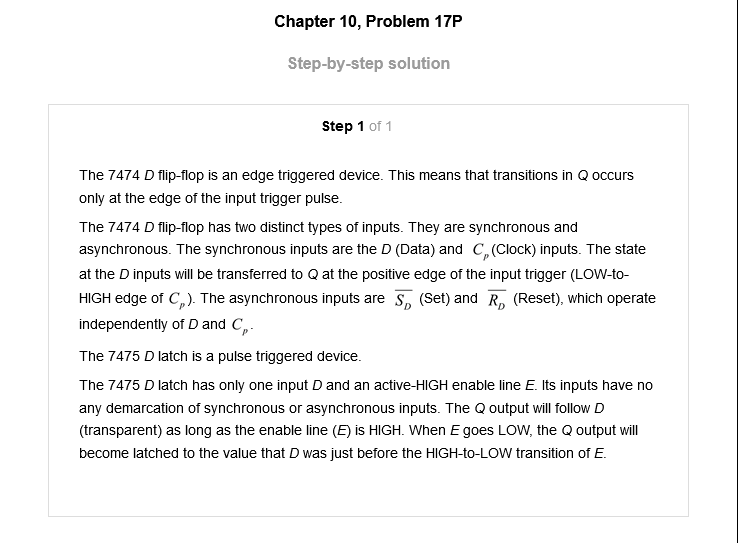 Chapter 10, Problem 17P
Step-by-step solution
Step 1 of 1
The 7474 D flip-flop is an edge triggered device. This means that transitions in Q occurs
only at the edge of the input trigger pulse.
The 7474 D flip-flop has two distinct types of inputs. They are synchronous and
asynchronous. The synchronous inputs are the D (Data) and C_p (Clock) inputs. The state
at the D inputs will be transferred to Q at the positive edge of the input trigger (LOW-to-
HIGH edge of C_p). The asynchronous inputs are \overline{S_D} (Set) and \overline{R_D} (Reset), which operate
independently of D and C_p.
The 7475 D latch is a pulse triggered device.
The 7475 D latch has only one input D and an active-HIGH enable line E. Its inputs have no
any demarcation of synchronous or asynchronous inputs. The Q output will follow D
(transparent) as long as the enable line (E) is HIGH. When E goes LOW, the Q output will
become latched to the value that D was just before the HIGH-to-LOW transition of E.